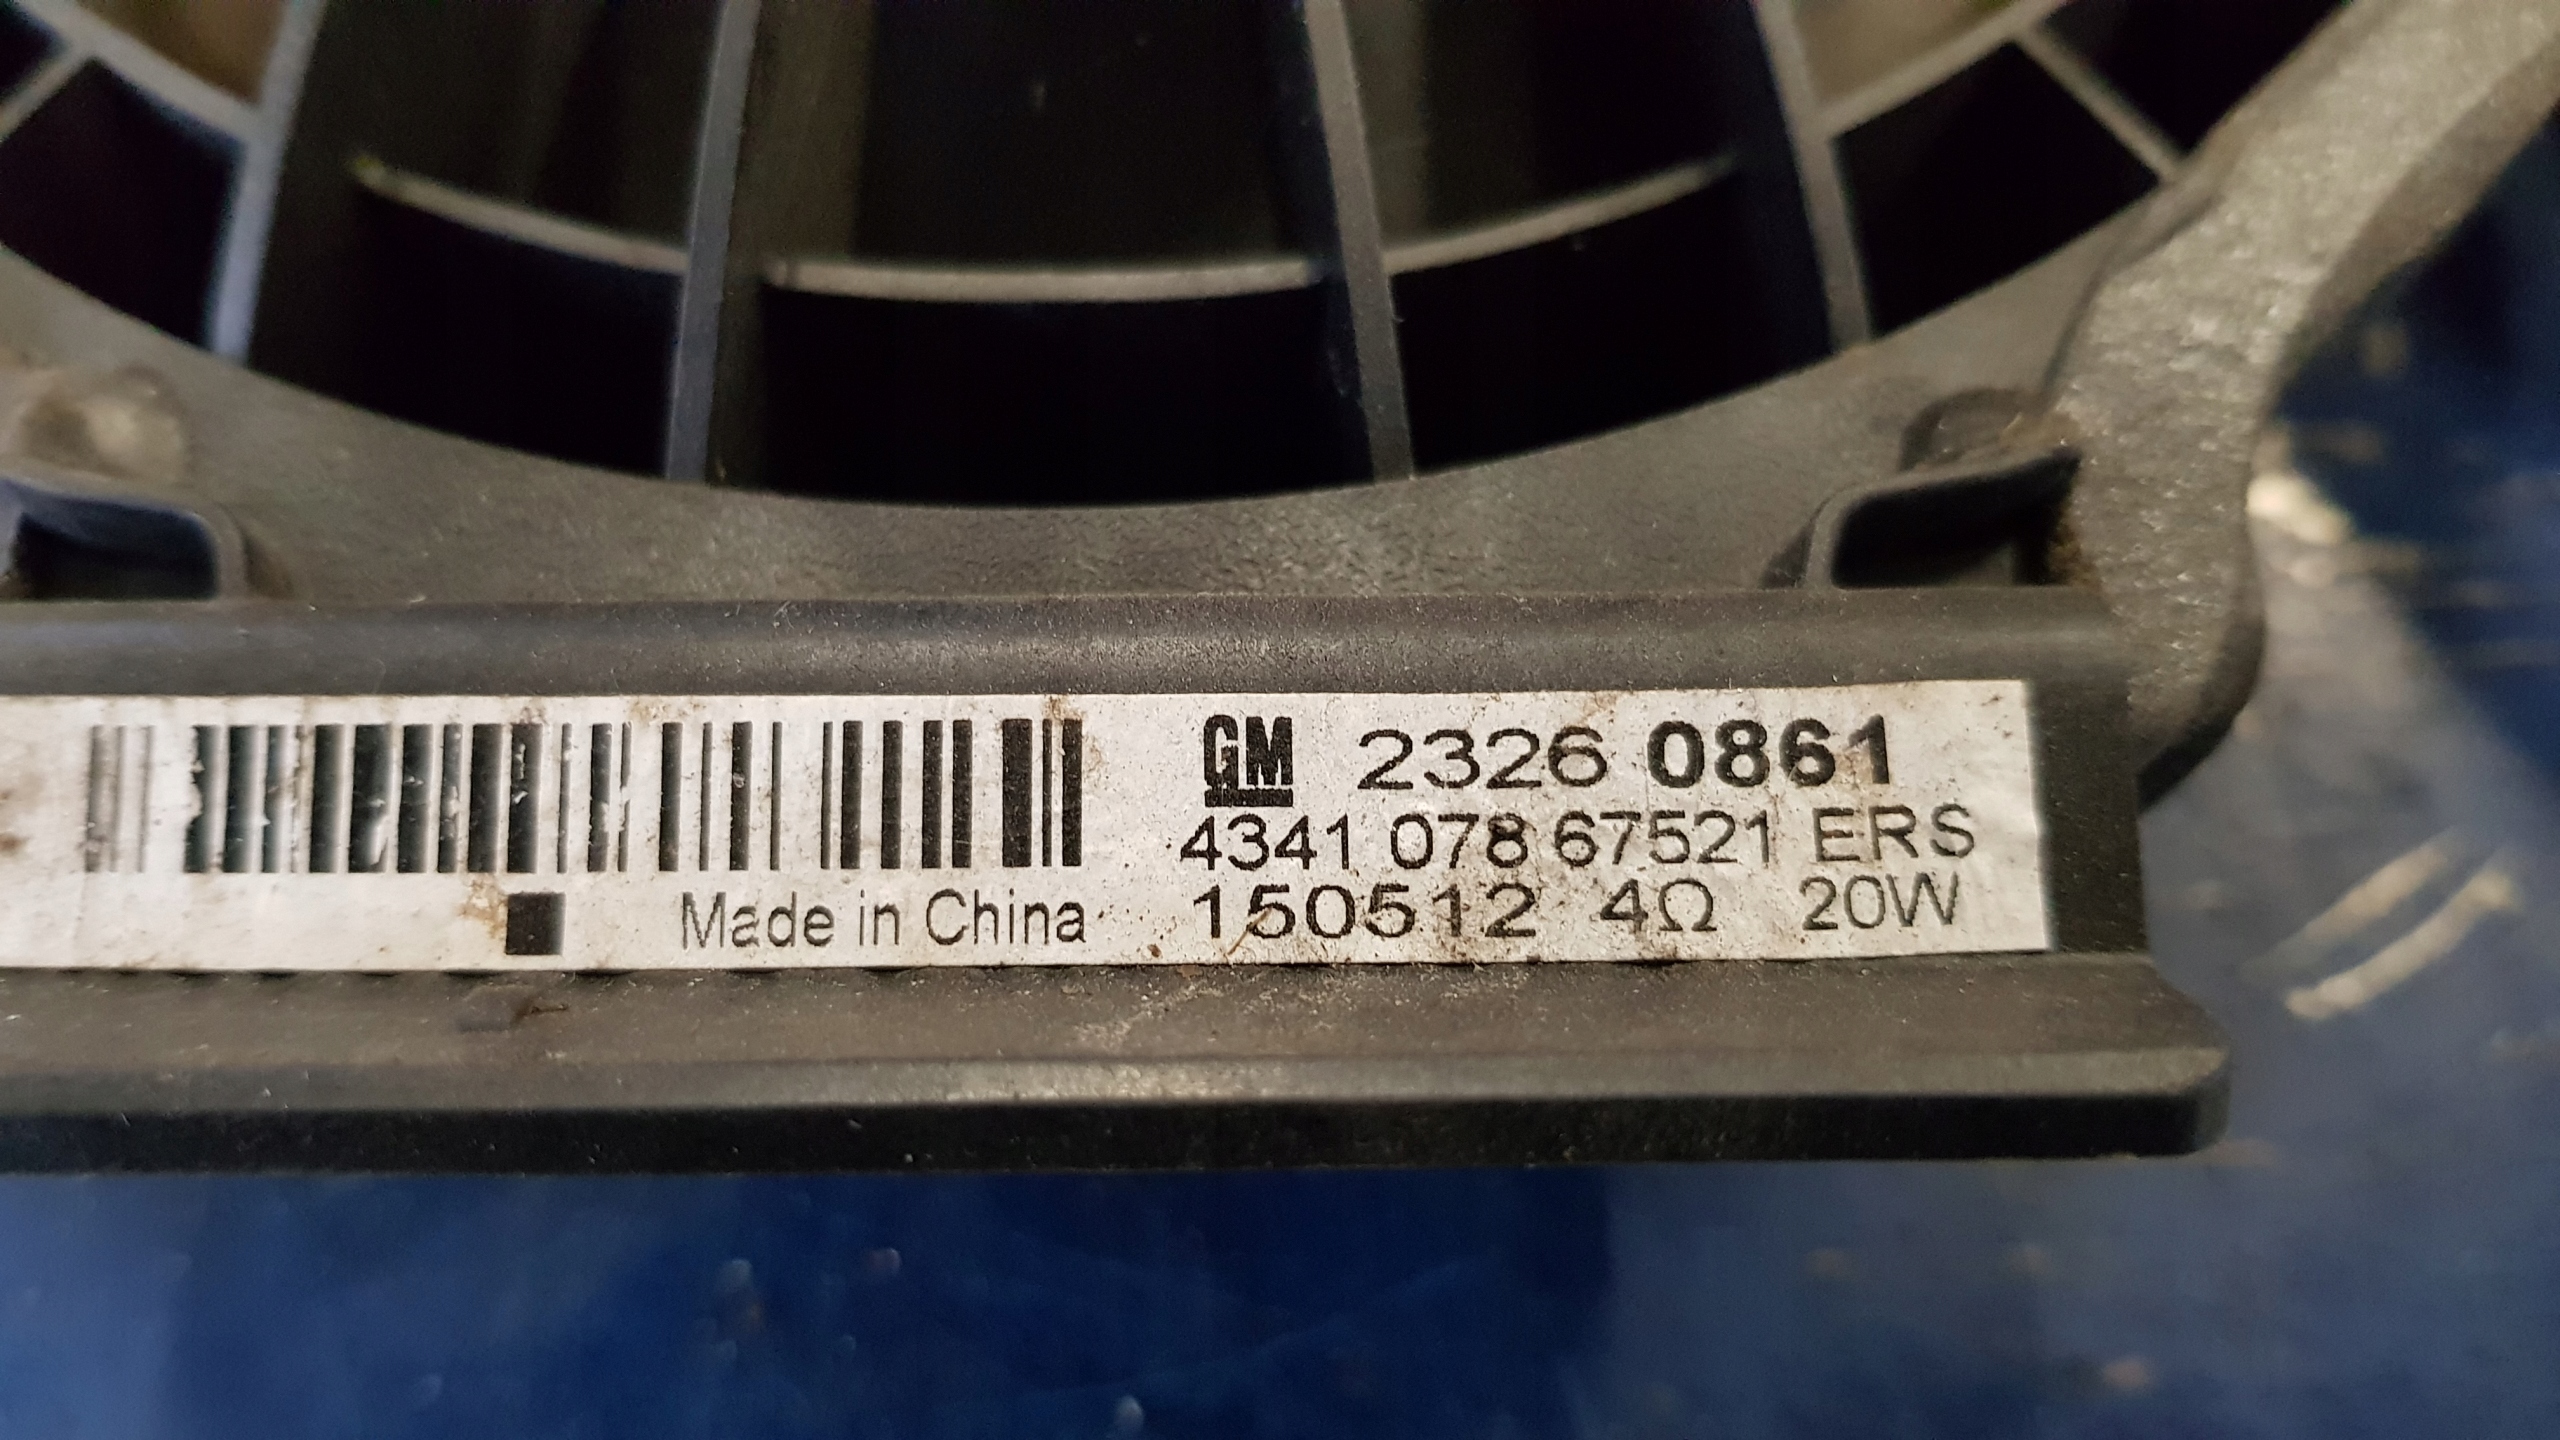 GM 2326 0861
4341 078 67521 ERS
Made in China 150512 4Ω 20W